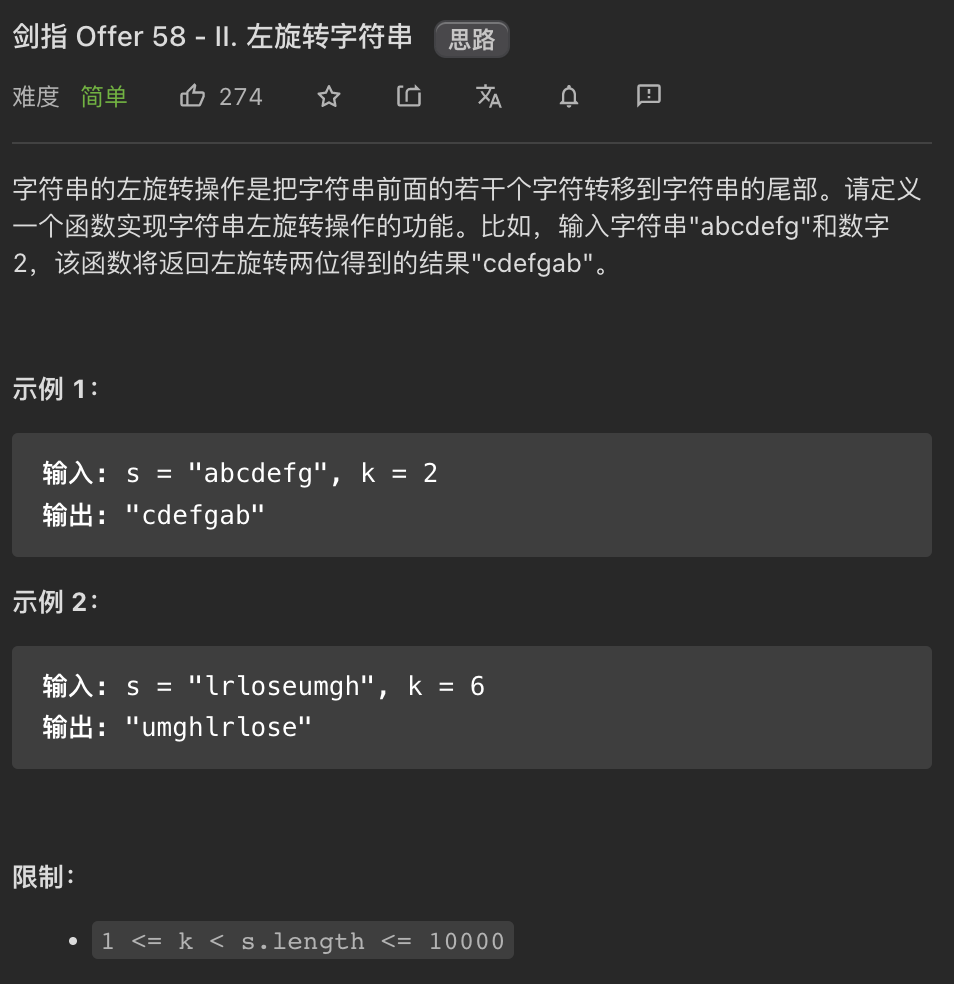 剑指 Offer 58 - II. 左旋转字符串 思路
难度 简单 274
字符串的左旋转操作是把字符串前面的若干个字符转移到字符串的尾部。请定义
一个函数实现字符串左旋转操作的功能。比如，输入字符串"abcdefg"和数字
2，该函数将返回左旋转两位得到的结果"cdefgab"。
示例 1：
输入: s = "abcdefg", k = 2
输出: "cdefgab"
示例 2：
输入: s = "lrloseumgh", k = 6
输出: "umghlrlose"
限制：
• 1 <= k < s.length <= 10000